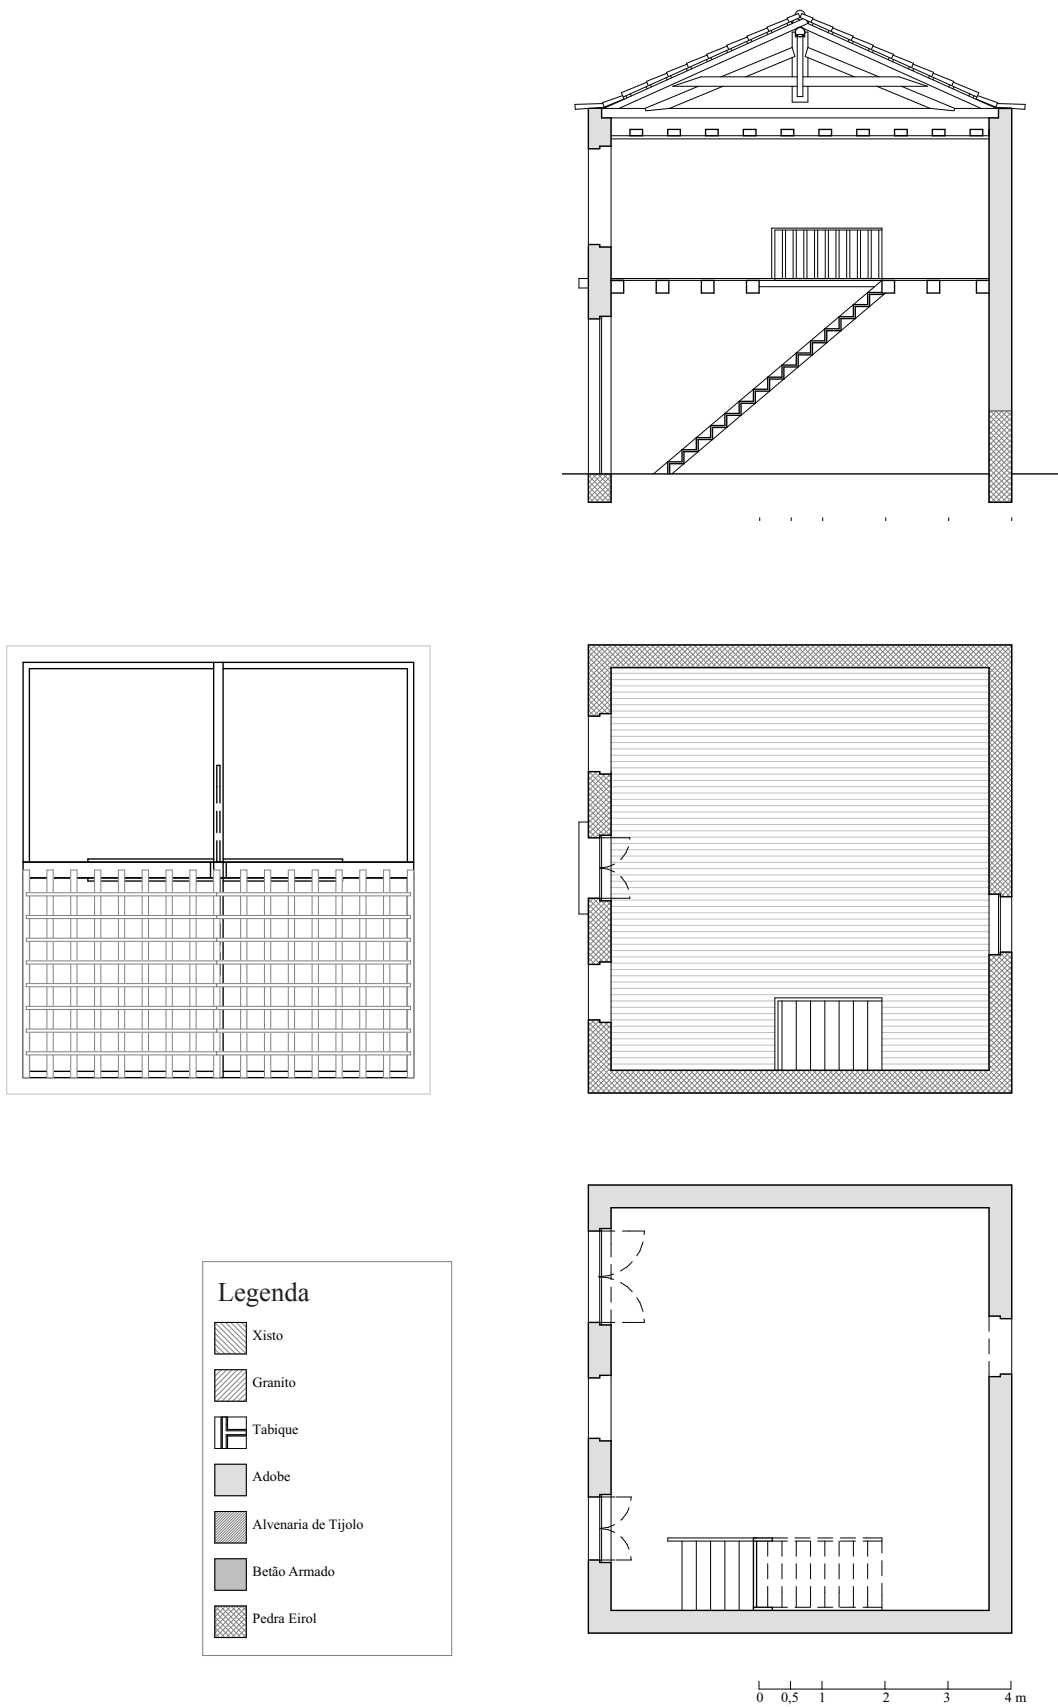 Legenda
Xisto
Granito
Tabique
Adobe
Alvenaria de Tijolo
Betão Armado
Pedra Eirol
0 0,5 1 2 3 4 m